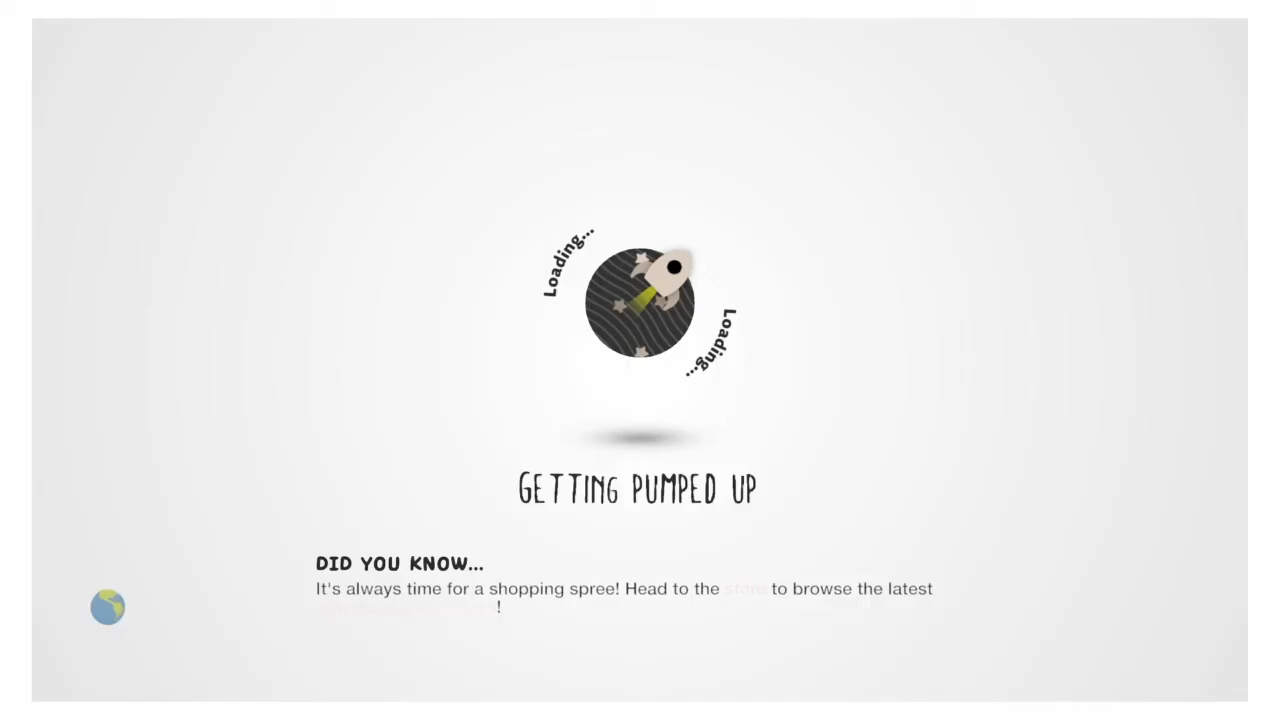 Loading...
Loading...
GETTING PUMPED UP
DID YOU KNOW...
It's always time for a shopping spree! Head to the store to browse the latest
!